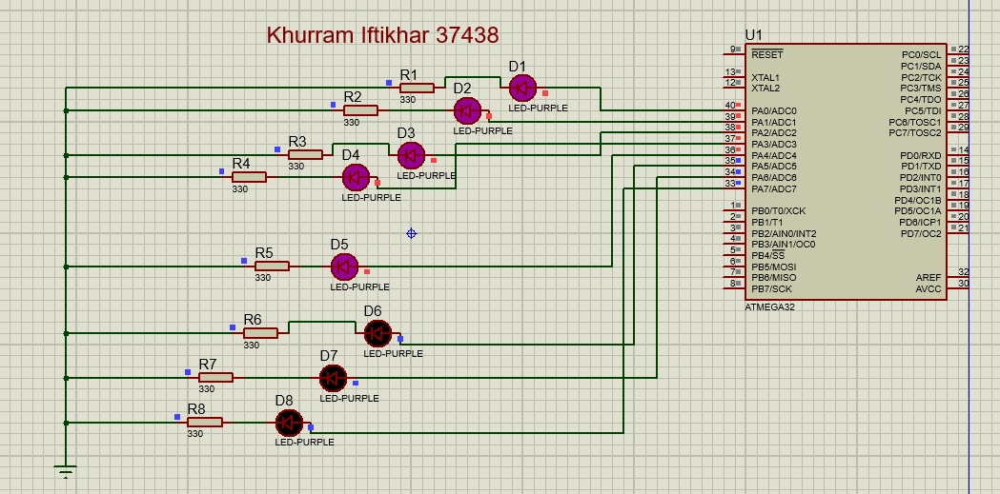 Khurram Iftikhar 37438
R1
330
D1
LED-PURPLE
R2
330
D2
LED-PURPLE
R3
330
D3
LED-PURPLE
R4
330
D4
LED-PURPLE
R5
330
D5
LED-PURPLE
R6
330
D6
LED-PURPLE
R7
330
D7
LED-PURPLE
R8
330
D8
LED-PURPLE
U1
9 RESET
13 XTAL1
12 XTAL2
40 PA0/ADC0
39 PA1/ADC1
38 PA2/ADC2
37 PA3/ADC3
36 PA4/ADC4
35 PA5/ADC5
34 PA6/ADC6
33 PA7/ADC7
1 PB0/T0/XCK
2 PB1/T1
3 PB2/AIN0/INT2
4 PB3/AIN1/OC0
5 PB4/SS
6 PB5/MOSI
7 PB6/MISO
8 PB7/SCK
PC0/SCL 22
PC1/SDA 23
PC2/TCK 24
PC3/TMS 25
PC4/TDO 26
PC5/TDI 27
PC6/TOSC1 28
PC7/TOSC2 29
PD0/RXD 14
PD1/TXD 15
PD2/INT0 16
PD3/INT1 17
PD4/OC1B 18
PD5/OC1A 19
PD6/ICP1 20
PD7/OC2 21
AREF 32
AVCC 30
ATMEGA32